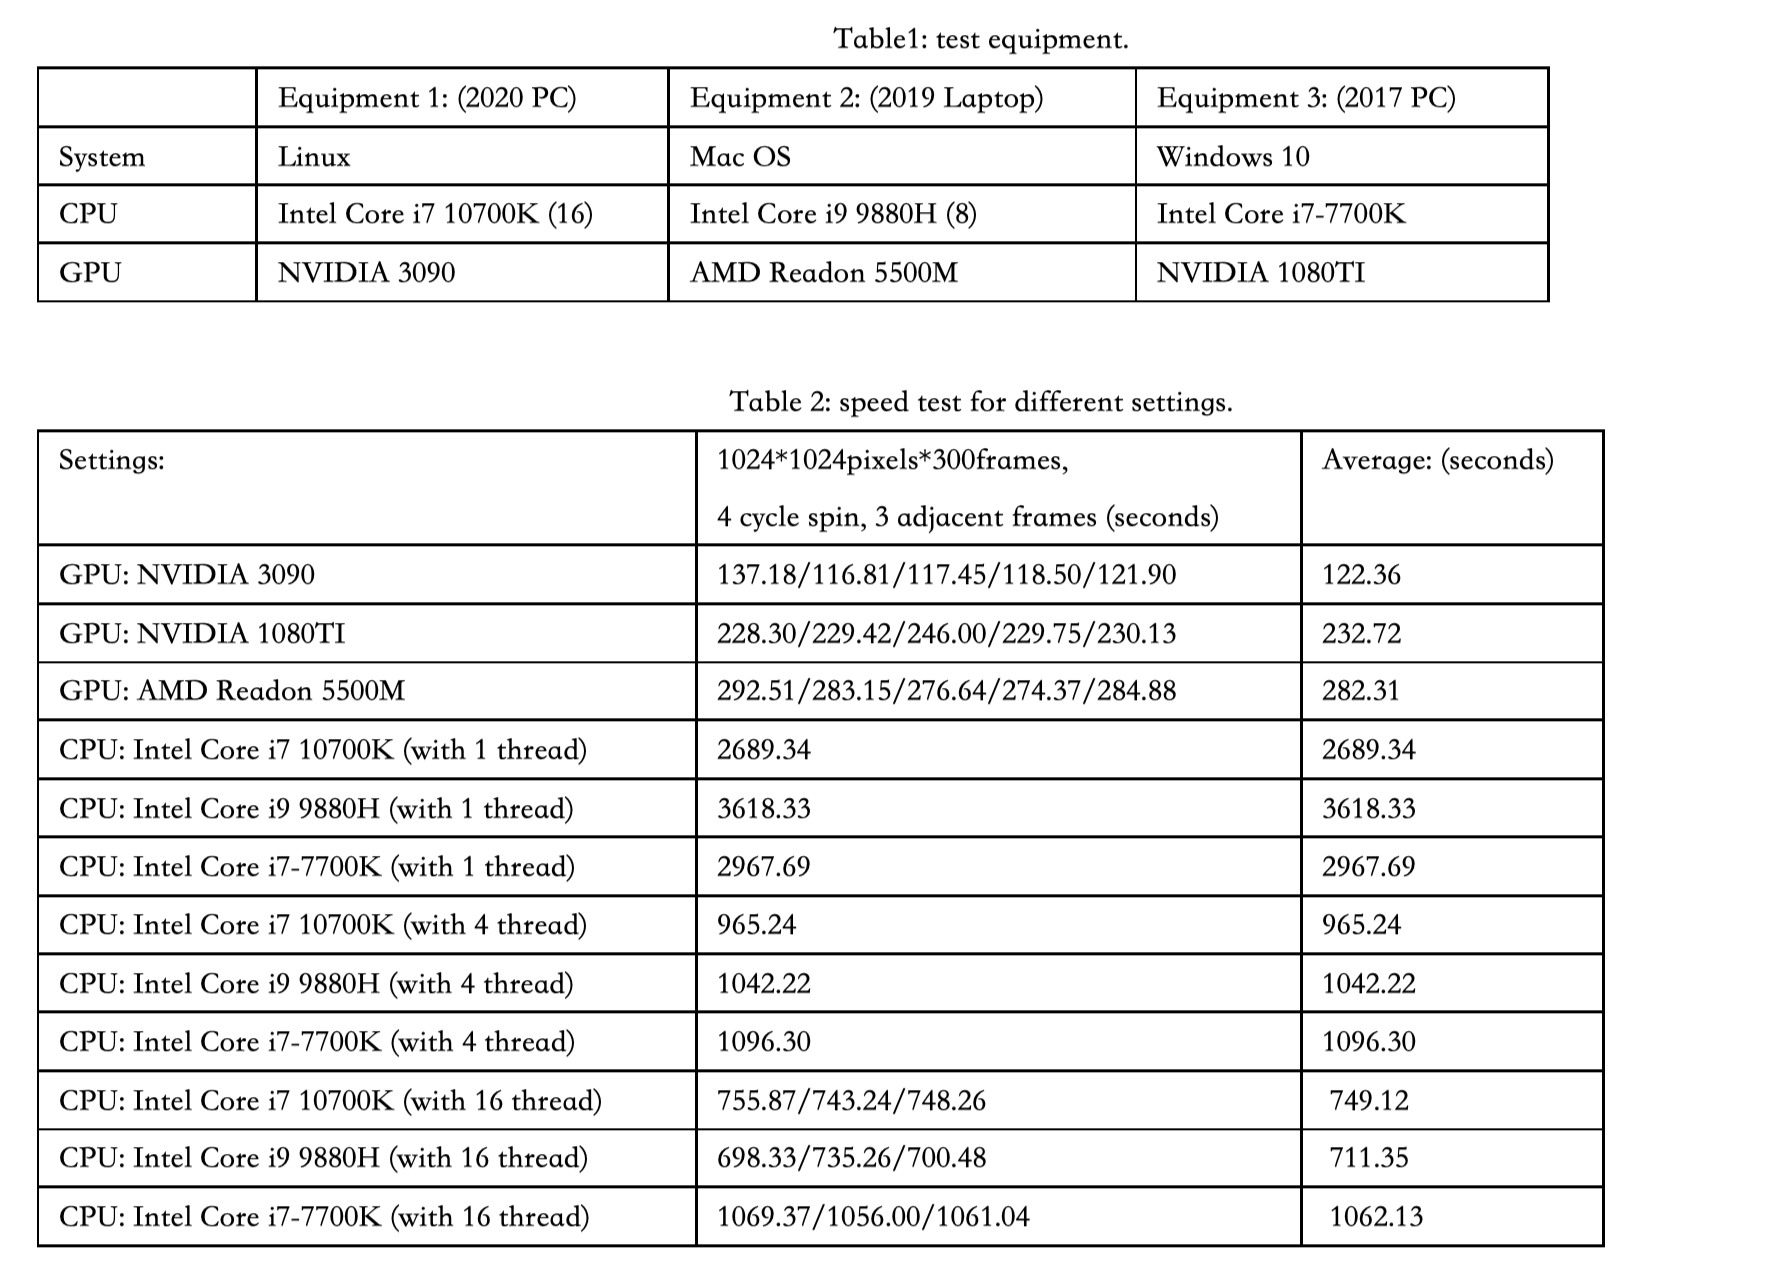 Table1: test equipment.
Equipment 1: (2020 PC) Equipment 2: (2019 Laptop) Equipment 3: (2017 PC)
System Linux Mac OS Windows 10
CPU Intel Core i7 10700K (16) Intel Core i9 9880H (8) Intel Core i7-7700K
GPU NVIDIA 3090 AMD Readon 5500M NVIDIA 1080TI
Table 2: speed test for different settings.
Settings: 1024*1024pixels*300frames, Average: (seconds)
4 cycle spin, 3 adjacent frames (seconds)
GPU: NVIDIA 3090 137.18/116.81/117.45/118.50/121.90 122.36
GPU: NVIDIA 1080TI 228.30/229.42/246.00/229.75/230.13 232.72
GPU: AMD Readon 5500M 292.51/283.15/276.64/274.37/284.88 282.31
CPU: Intel Core i7 10700K (with 1 thread) 2689.34 2689.34
CPU: Intel Core i9 9880H (with 1 thread) 3618.33 3618.33
CPU: Intel Core i7-7700K (with 1 thread) 2967.69 2967.69
CPU: Intel Core i7 10700K (with 4 thread) 965.24 965.24
CPU: Intel Core i9 9880H (with 4 thread) 1042.22 1042.22
CPU: Intel Core i7-7700K (with 4 thread) 1096.30 1096.30
CPU: Intel Core i7 10700K (with 16 thread) 755.87/743.24/748.26 749.12
CPU: Intel Core i9 9880H (with 16 thread) 698.33/735.26/700.48 711.35
CPU: Intel Core i7-7700K (with 16 thread) 1069.37/1056.00/1061.04 1062.13